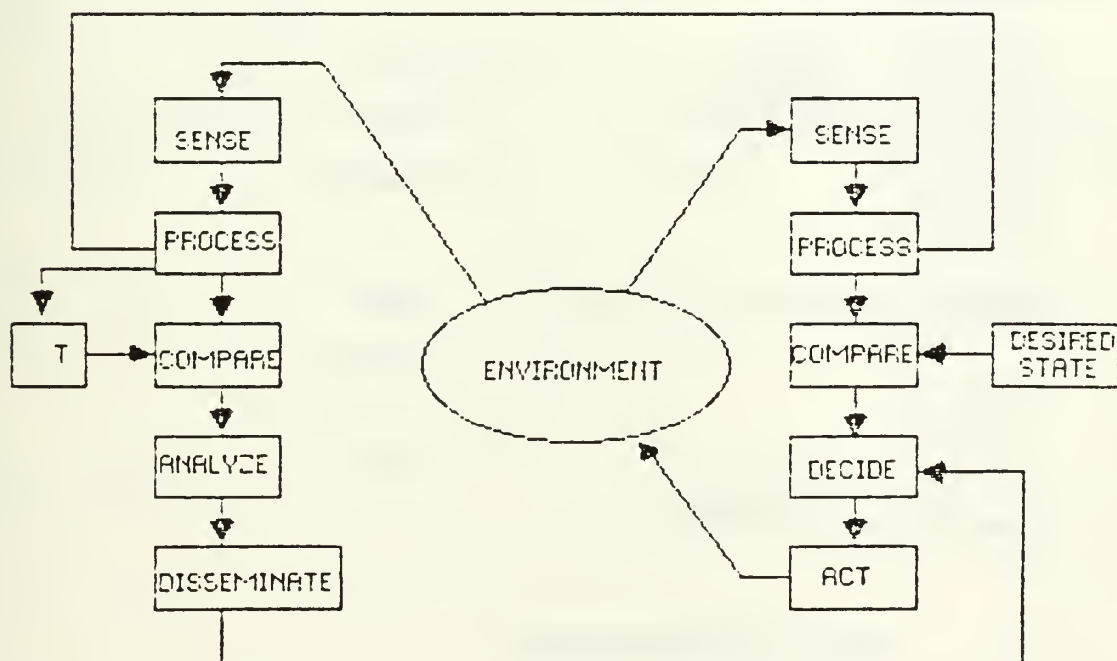 SENSE
PROCESS
T
COMPARE
ANALYZE
DISSEMINATE
ENVIRONMENT
SENSE
PROCESS
COMPARE
DESIRED
STATE
DECIDE
ACT